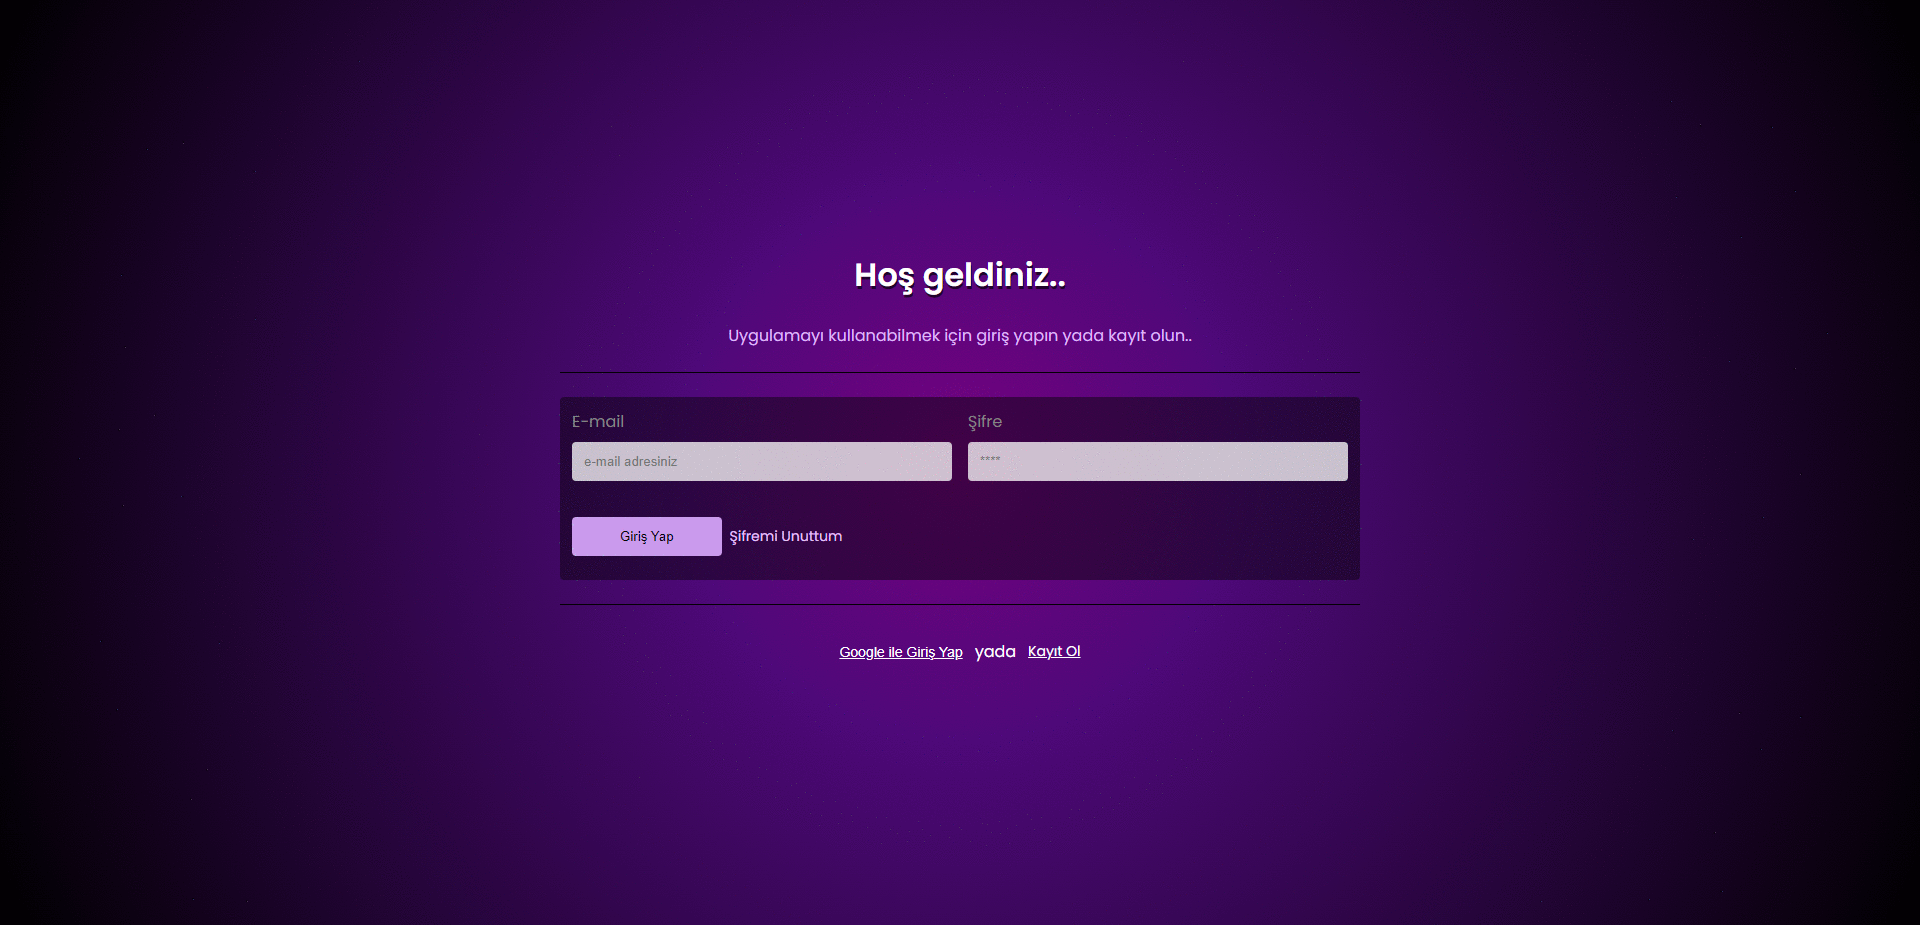 Hoş geldiniz..
Uygulamayı kullanabilmek için giriş yapın yada kayıt olun..
E-mail Şifre
e-mail adresiniz ****
Giriş Yap Şifremi Unuttum
Google ile Giriş Yap yada Kayıt Ol